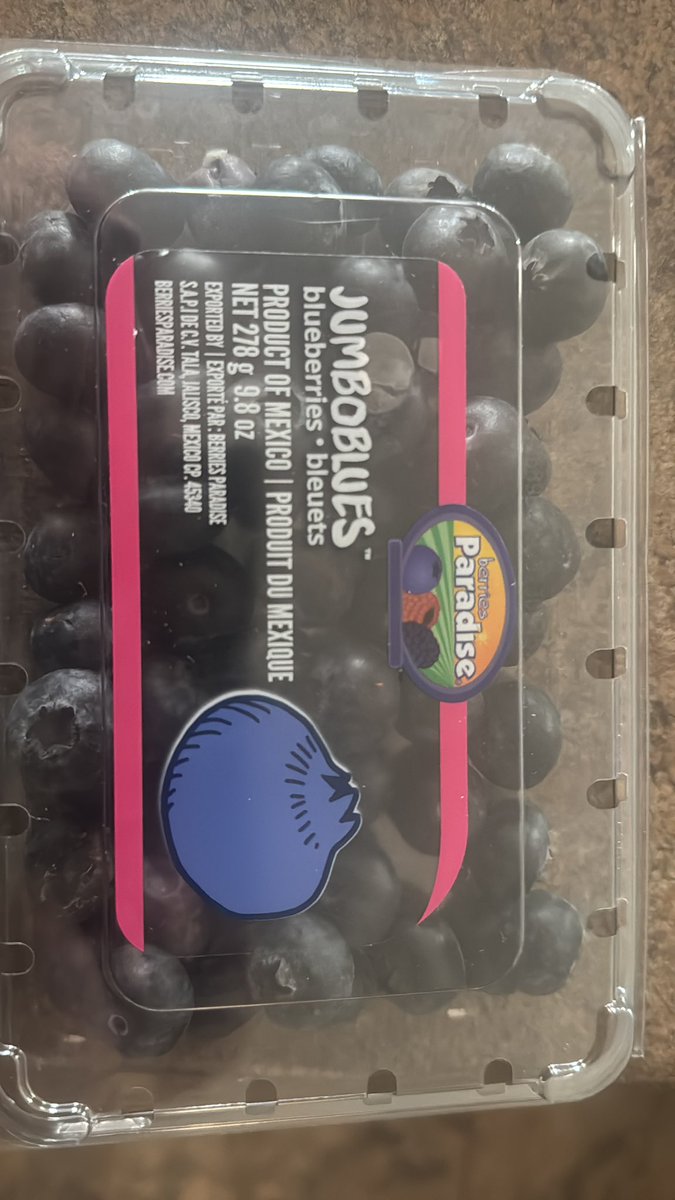 berries
Paradise
JUMBOBLUES™
blueberries • bleuets
PRODUCT OF MEXICO | PRODUIT DU MEXIQUE
NET 278 g 9.8 OZ
EXPORTED BY | EXPORTÉ PAR: BERRIES PARADISE
S.A.P.I DE C.V. TALA, JALISCO, MEXICO CP. 45340
BERRIESPARADISE.COM